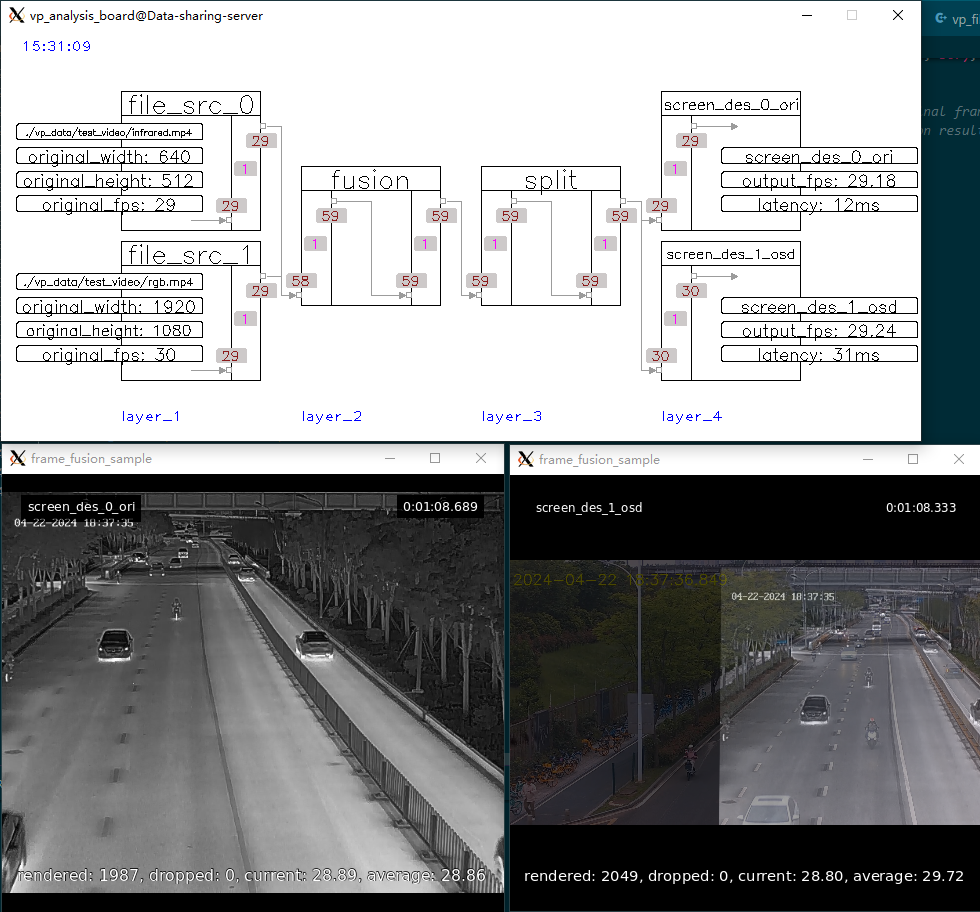 vp_analysis_board@Data-sharing-server
vp_fi
15:31:09
file_src_0
./vp_data/test_video/infrared.mp4
original_width: 640
original_height: 512
original_fps: 29
29
1
29
file_src_1
./vp_data/test_video/rgb.mp4
original_width: 1920
original_height: 1080
original_fps: 30
29
1
29
fusion
59
59
1
1
58
59
split
59
59
1
1
59
59
screen_des_0_ori
29
1
29
screen_des_0_ori
output_fps: 29.18
latency: 12ms
screen_des_1_osd
30
1
30
screen_des_1_osd
output_fps: 29.24
latency: 31ms
layer_1
layer_2
layer_3
layer_4
nal fram
on resul
frame_fusion_sample
screen_des_0_ori
0:01:08.689
04-22-2024 18:37:35
rendered: 1987, dropped: 0, current: 28.89, average: 28.86
frame_fusion_sample
screen_des_1_osd
0:01:08.333
2024-04-22 18:37:36.849
04-22-2024 18:37:35
rendered: 2049, dropped: 0, current: 28.80, average: 29.72